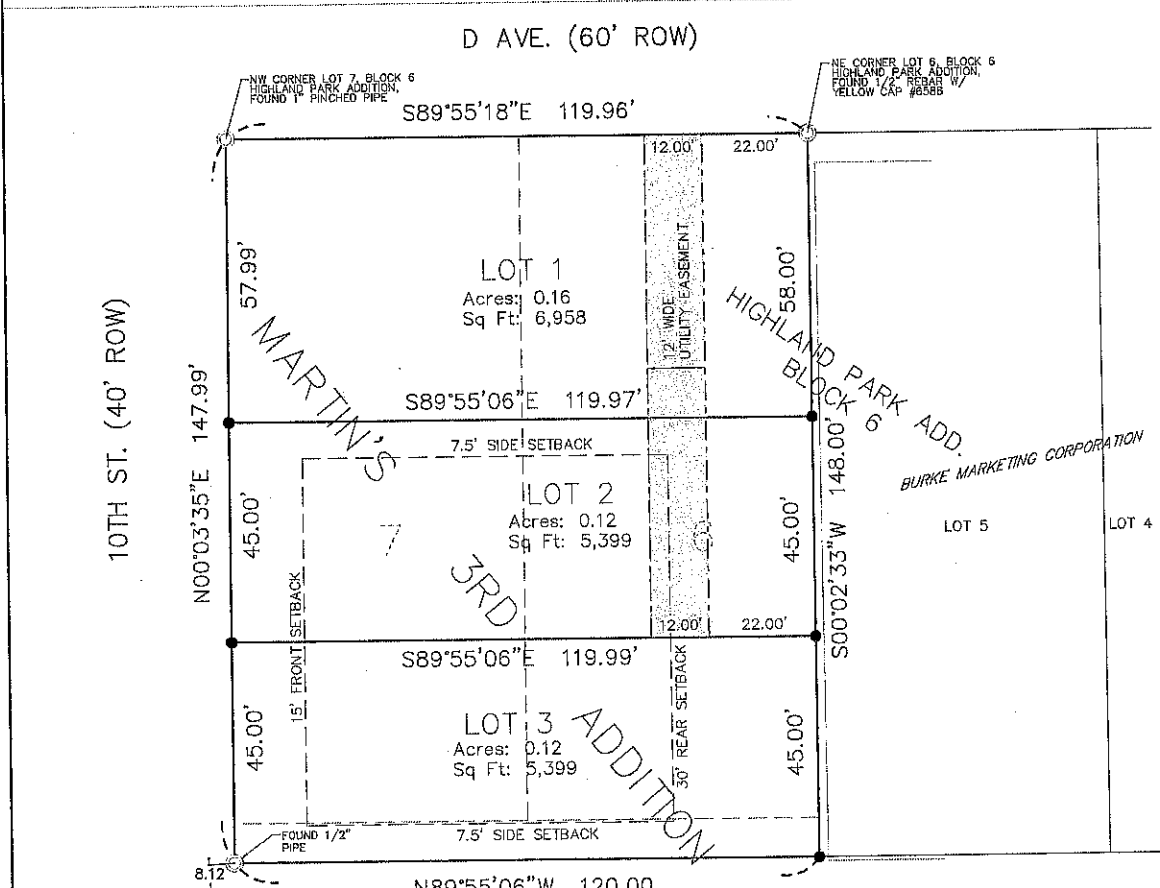 D AVE. (60' ROW)
NW CORNER LOT 7, BLOCK 6
HIGHLAND PARK ADDITION,
FOUND 1" PINCHED PIPE
NE CORNER LOT 6, BLOCK 6
HIGHLAND PARK ADDITION,
FOUND 1/2" REBAR W/
YELLOW CAP #6586
S89°55'18"E 119.96'
12.00'
22.00'
57.99'
LOT 1
Acres: 0.16
Sq Ft: 6,958
12' WIDE
UTILITY EASEMENT
58.00'
HIGHLAND PARK ADD.
BLOCK 6
10TH ST. (40' ROW)
N00°03'35"E 147.99'
MARTIN'S
3RD
ADDITION
S89°55'06"E 119.97'
7.5' SIDE SETBACK
45.00'
7
LOT 2
Acres: 0.12
Sq Ft: 5,399
45.00'
S00°02'33"W 148.00'
BURKE MARKETING CORPORATION
LOT 5
LOT 4
15' FRONT SETBACK
12.00'
22.00'
S89°55'06"E 119.99'
45.00'
LOT 3
Acres: 0.12
Sq Ft: 5,399
30' REAR SETBACK
45.00'
FOUND 1/2"
PIPE
7.5' SIDE SETBACK
8.12
N89°55'06"W 120.00